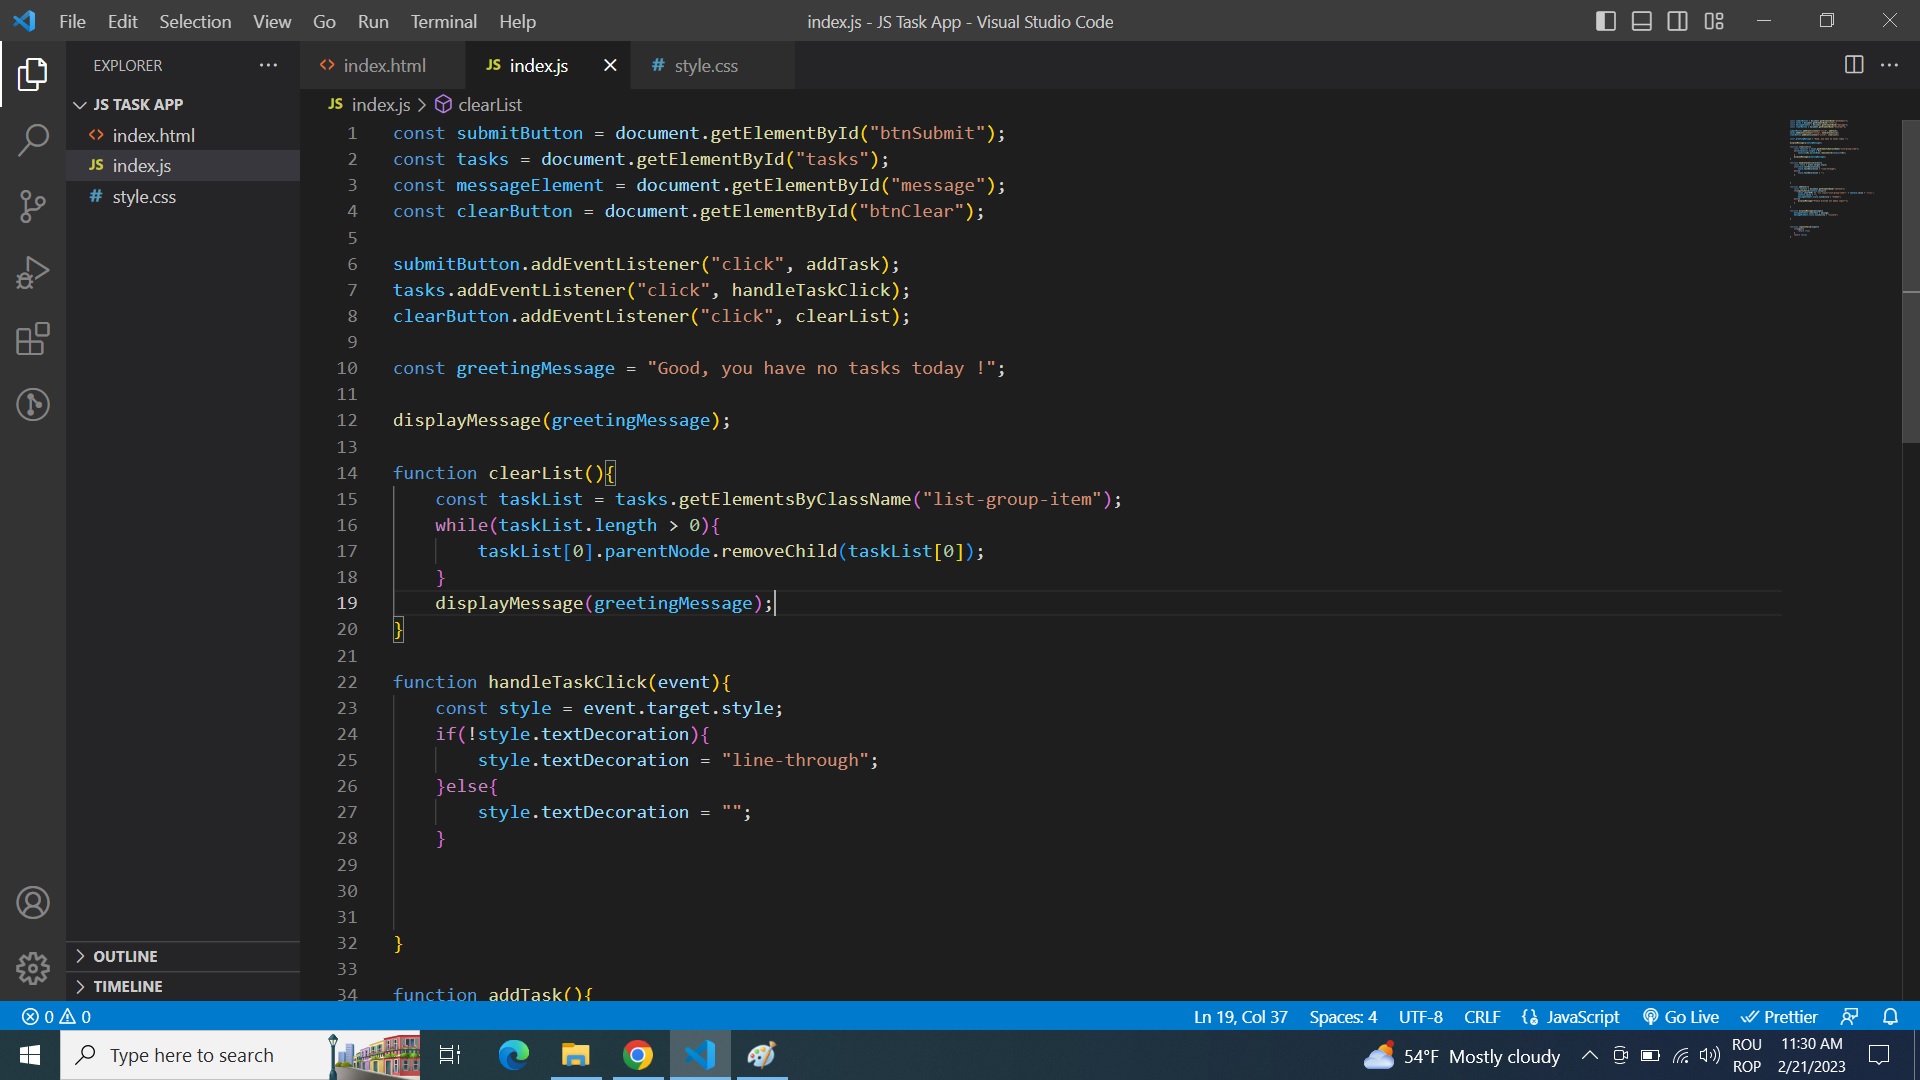 File Edit Selection View Go Run Terminal Help
index.js - JS Task App - Visual Studio Code
EXPLORER
JS TASK APP
<> index.html
JS index.js
# style.css
OUTLINE
TIMELINE
<> index.html
JS index.js
# style.css
JS index.js > clearList
1 const submitButton = document.getElementById("btnSubmit");
2 const tasks = document.getElementById("tasks");
3 const messageElement = document.getElementById("message");
4 const clearButton = document.getElementById("btnClear");
5
6 submitButton.addEventListener("click", addTask);
7 tasks.addEventListener("click", handleTaskClick);
8 clearButton.addEventListener("click", clearList);
9
10 const greetingMessage = "Good, you have no tasks today !";
11
12 displayMessage(greetingMessage);
13
14 function clearList(){
15     const taskList = tasks.getElementsByClassName("list-group-item");
16     while(taskList.length > 0){
17         taskList[0].parentNode.removeChild(taskList[0]);
18     }
19     displayMessage(greetingMessage);
20 }
21
22 function handleTaskClick(event){
23     const style = event.target.style;
24     if(!style.textDecoration){
25         style.textDecoration = "line-through";
26     }else{
27         style.textDecoration = "";
28     }
29
30
31
32 }
33
34 function addTask(){
0 0
Ln 19, Col 37 Spaces: 4 UTF-8 CRLF JavaScript Go Live Prettier
Type here to search
54°F Mostly cloudy
ROU
ROP
11:30 AM
2/21/2023